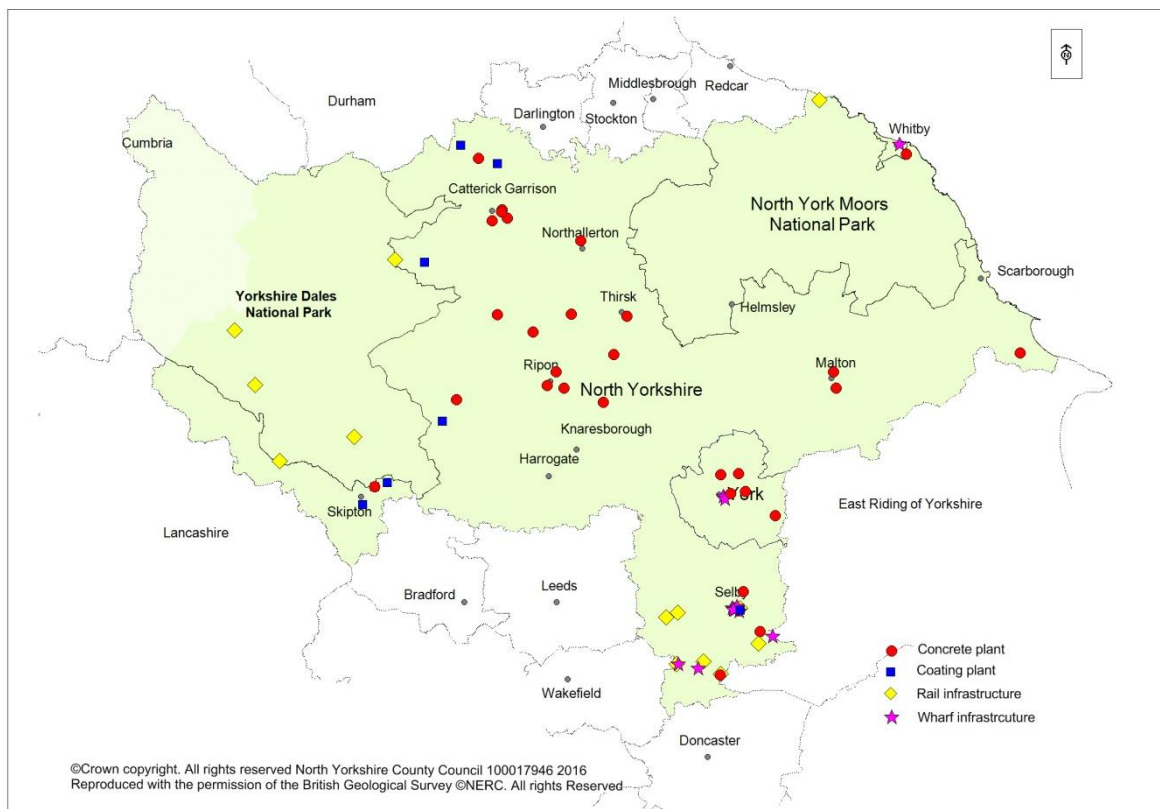 Redcar
Middlesbrough
Durham
Darlington
Stockton
N
Whitby
Cumbria
Catterick Garrison
North York Moors
National Park
Northallerton
Scarborough
Yorkshire Dales
National Park
Thirsk
Helmsley
Ripon
Malton
North Yorkshire
Knaresborough
Harrogate
York
East Riding of Yorkshire
Skipton
Lancashire
Bradford
Leeds
Selby
Wakefield
Doncaster
Concrete plant
Coating plant
Rail infrastructure
Wharf infrastrcuture
©Crown copyright. All rights reserved North Yorkshire County Council 100017946 2016
Reproduced with the permission of the British Geological Survey ©NERC. All rights Reserved